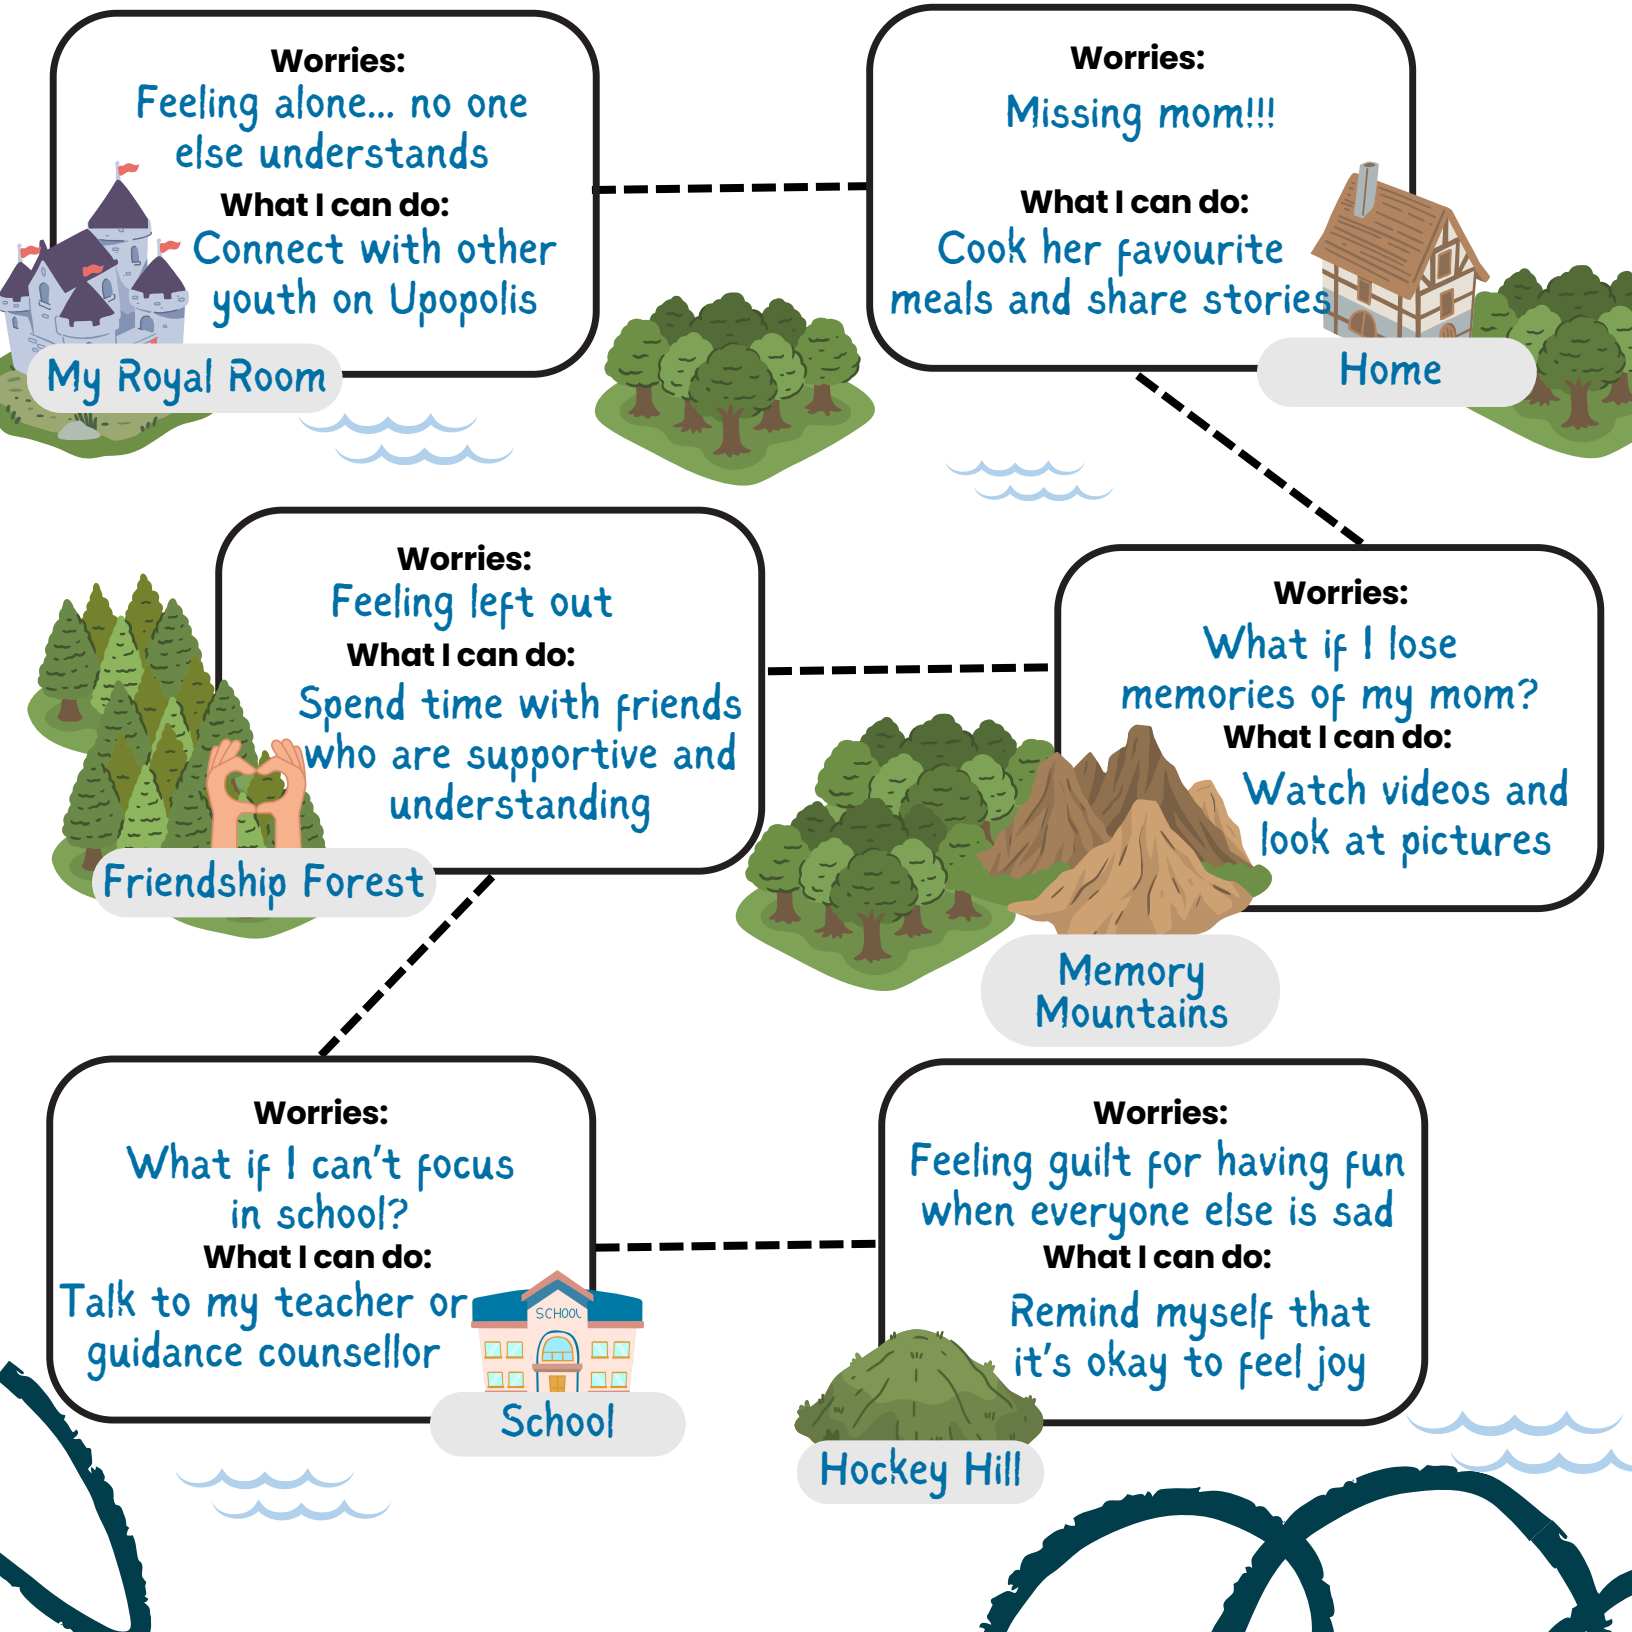 Worries:
Feeling alone... no one
else understands
What I can do:
Connect with other
youth on Upopolis
My Royal Room
Worries:
Missing mom!!!
What I can do:
Cook her favourite
meals and share stories
Home
Worries:
Feeling left out
What I can do:
Spend time with friends
who are supportive and
understanding
Friendship Forest
Worries:
What if I lose
memories of my mom?
What I can do:
Watch videos and
look at pictures
Memory
Mountains
Worries:
What if I can't focus
in school?
What I can do:
Talk to my teacher or
guidance counsellor
SCHOOL
School
Worries:
Feeling guilt for having fun
when everyone else is sad
What I can do:
Remind myself that
it's okay to feel joy
Hockey Hill